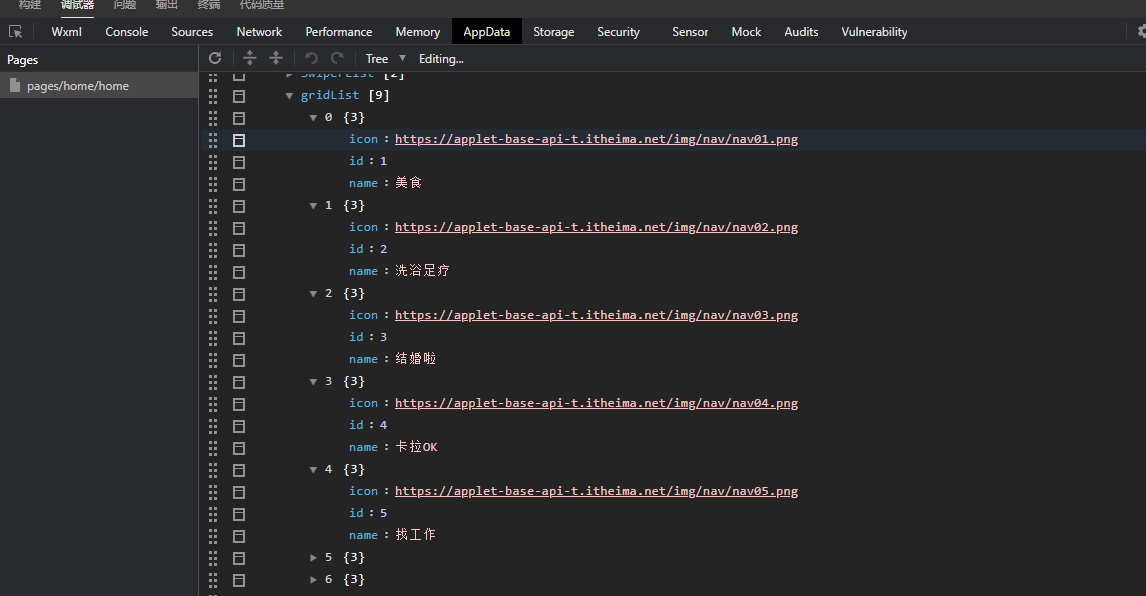 构建 调试器 问题 输出 终端 代码质量
Wxml Console Sources Network Performance Memory AppData Storage Security Sensor Mock Audits Vulnerability
Pages
Tree Editing...
pages/home/home
swiperList [2]
gridList [9]
0 {3}
icon : https://applet-base-api-t.itheima.net/img/nav/nav01.png
id : 1
name : 美食
1 {3}
icon : https://applet-base-api-t.itheima.net/img/nav/nav02.png
id : 2
name : 洗浴足疗
2 {3}
icon : https://applet-base-api-t.itheima.net/img/nav/nav03.png
id : 3
name : 结婚啦
3 {3}
icon : https://applet-base-api-t.itheima.net/img/nav/nav04.png
id : 4
name : 卡拉OK
4 {3}
icon : https://applet-base-api-t.itheima.net/img/nav/nav05.png
id : 5
name : 找工作
5 {3}
6 {3}